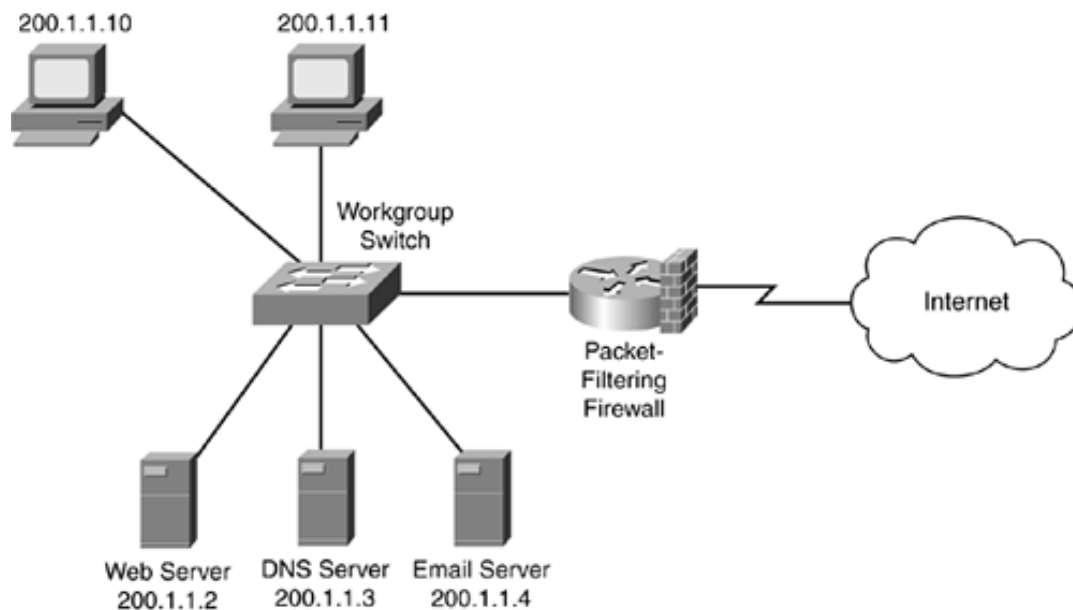 200.1.1.10
200.1.1.11
Workgroup
Switch
Internet
Packet-
Filtering
Firewall
Web Server
200.1.1.2
DNS Server
200.1.1.3
Email Server
200.1.1.4